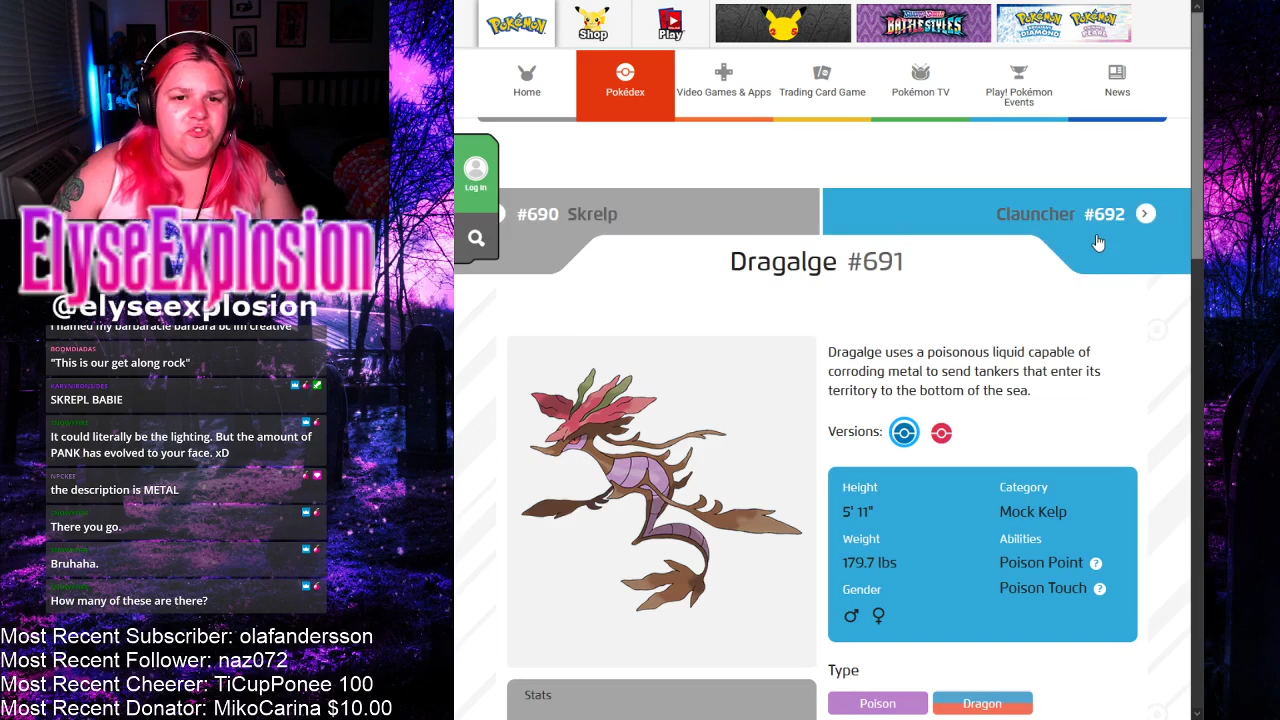 Pokémon
Shop
Play
25
BATTLE STYLES
Home
Pokédex
Video Games & Apps
Trading Card Game
Pokémon TV
Play! Pokémon
Events
News
Log In
#690 Skrelp
Clauncher #692
Dragalge #691
Dragalge uses a poisonous liquid capable of
corroding metal to send tankers that enter its
territory to the bottom of the sea.
Versions:
Height
5' 11"
Weight
179.7 lbs
Gender
Category
Mock Kelp
Abilities
Poison Point ?
Poison Touch ?
Type
Poison
Dragon
Stats
ElyseExplosion
@elyseexplosion
I named my barbaracle barbara bc im creative
BOQMDIADAS
"This is our get along rock"
KARYNIRONSIDES
SKREPL BABIE
It could literally be the lighting. But the amount of
PANK has evolved to your face. xD
NPCKEE
the description is METAL
There you go.
Bruhaha.
How many of these are there?
Most Recent Subscriber: olafandersson
Most Recent Follower: naz072
Most Recent Cheerer: TiCupPonee 100
Most Recent Donator: MikoCarina $10.00